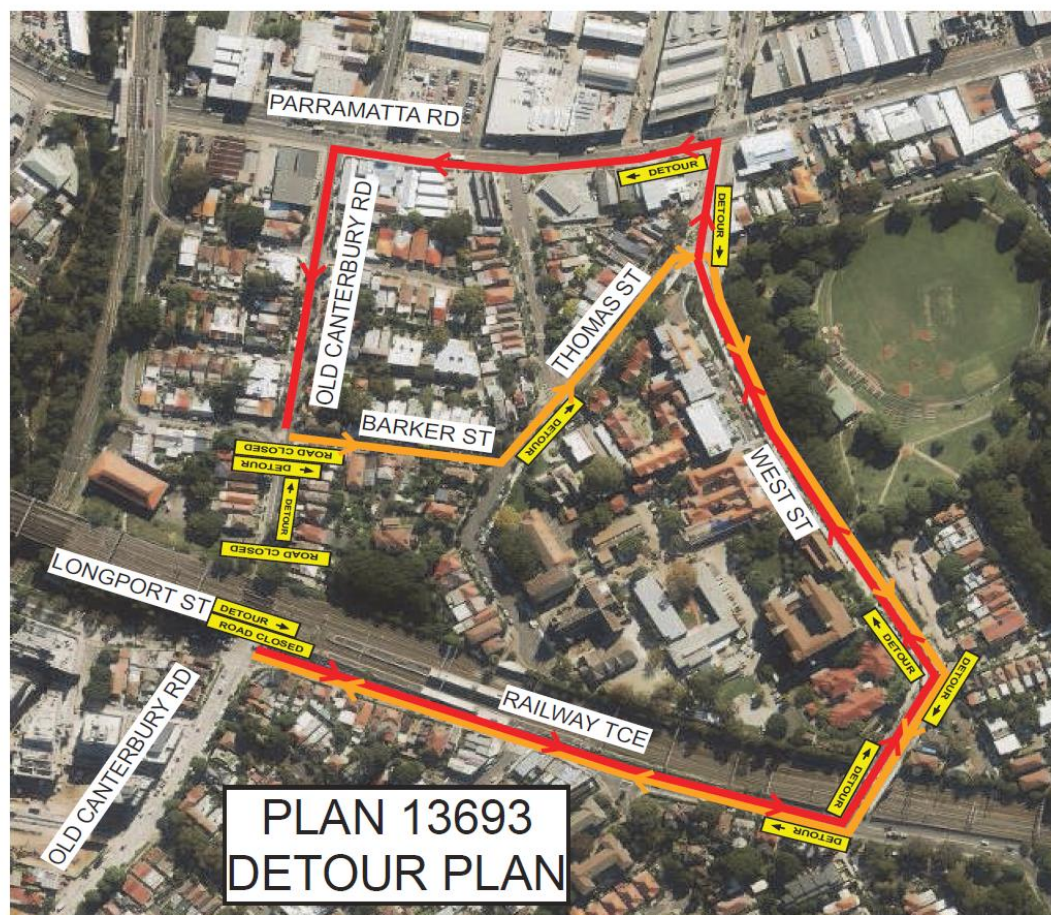 PARRAMATTA RD
DETOUR
DETOUR
OLD CANTERBURY RD
THOMAS ST
BARKER ST
DETOUR
ROAD CLOSED
DETOUR
DETOUR
ROAD CLOSED
WEST ST
LONGPORT ST
DETOUR
ROAD CLOSED
DETOUR
DETOUR
OLD CANTERBURY RD
RAILWAY TCE
DETOUR
DETOUR
PLAN 13693
DETOUR PLAN